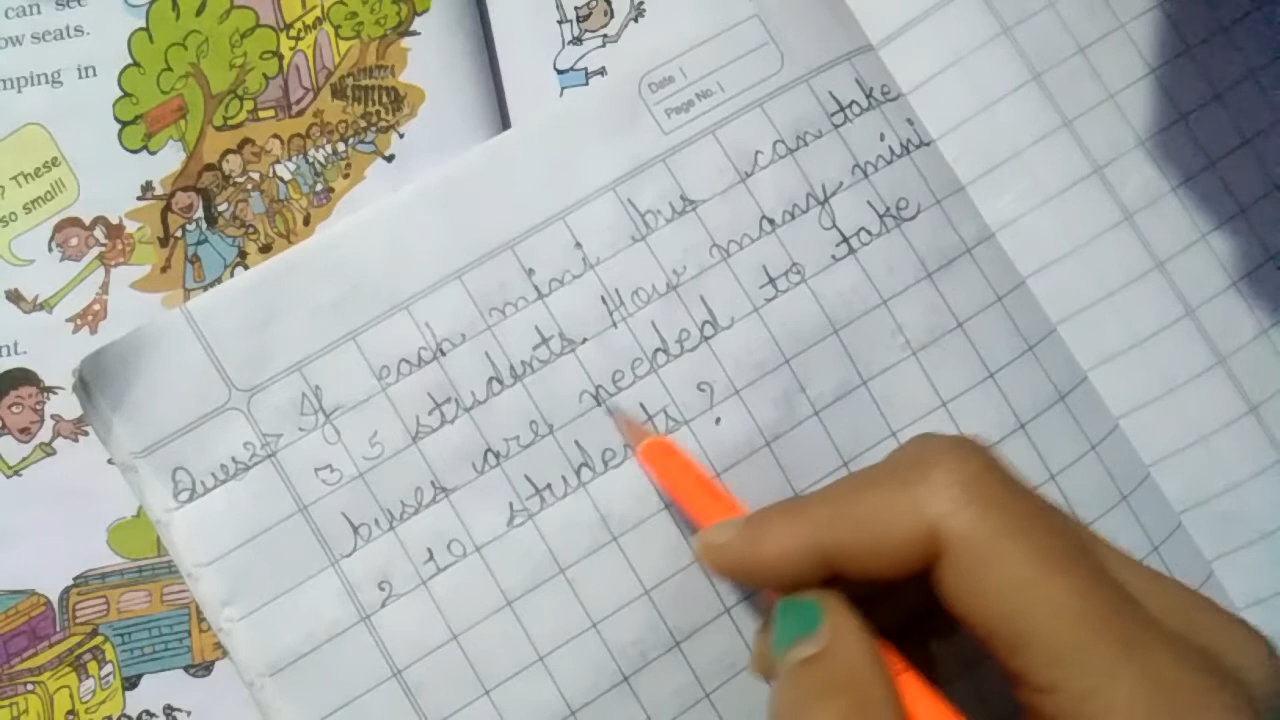 can see
ow seats.
mping in
? These
so small!
nt.
School
Date |
Page No. |
Ques2→ If each mini bus can take
35 students. How many mini
buses are needed to take
210 students?